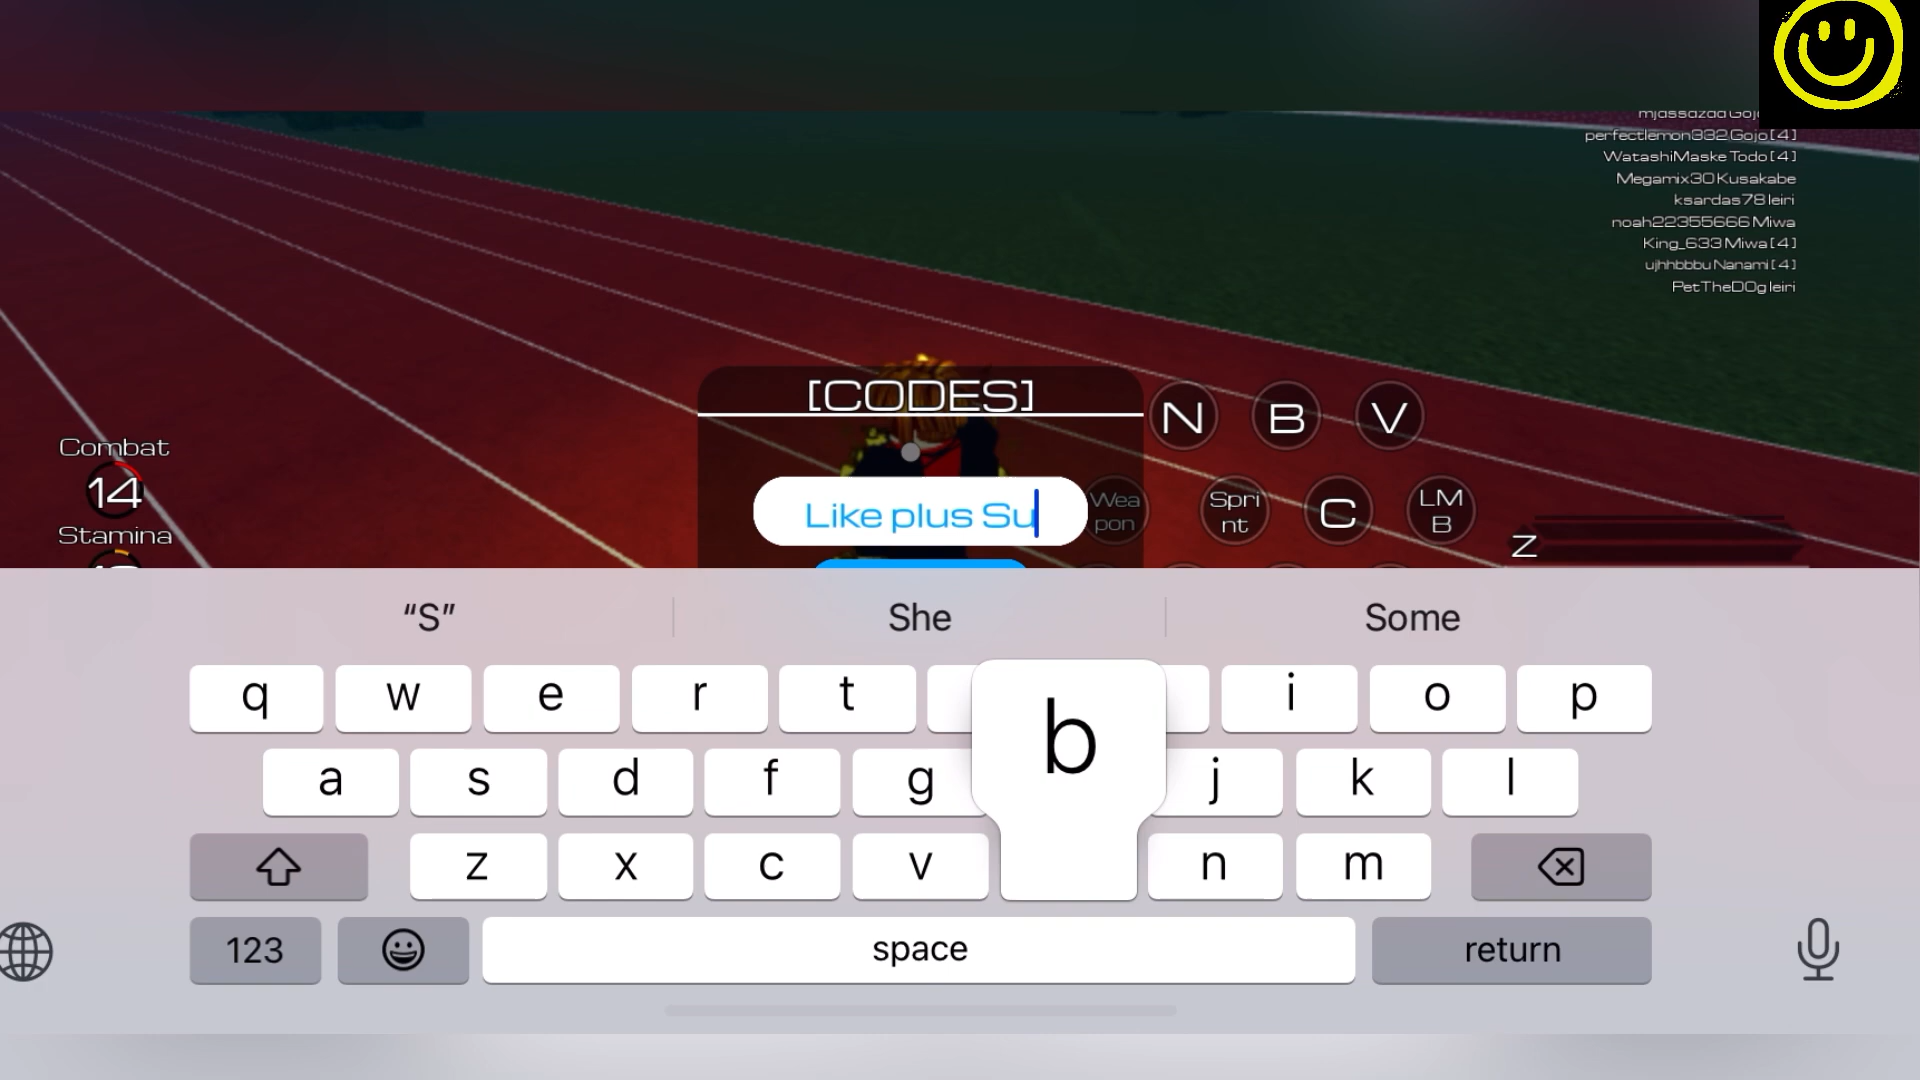 perfectlemon332 Gojo [4]
WatashiMaske Todo [4]
Megamix30 Kusakabe
ksardas78 Ieiri
noah22355666 Miwa
King_633 Miwa [4]
ujhhbbbu Nanami [4]
PetTheD0g Ieiri
[CODES]
N B V
Combat
14
Stamina
Like plus Su
Wea
pon
Spri
nt
C
LM
B
Z
“S” She Some
q w e r t i o p
a s d f g j k l
z x c v b n m
123 space return